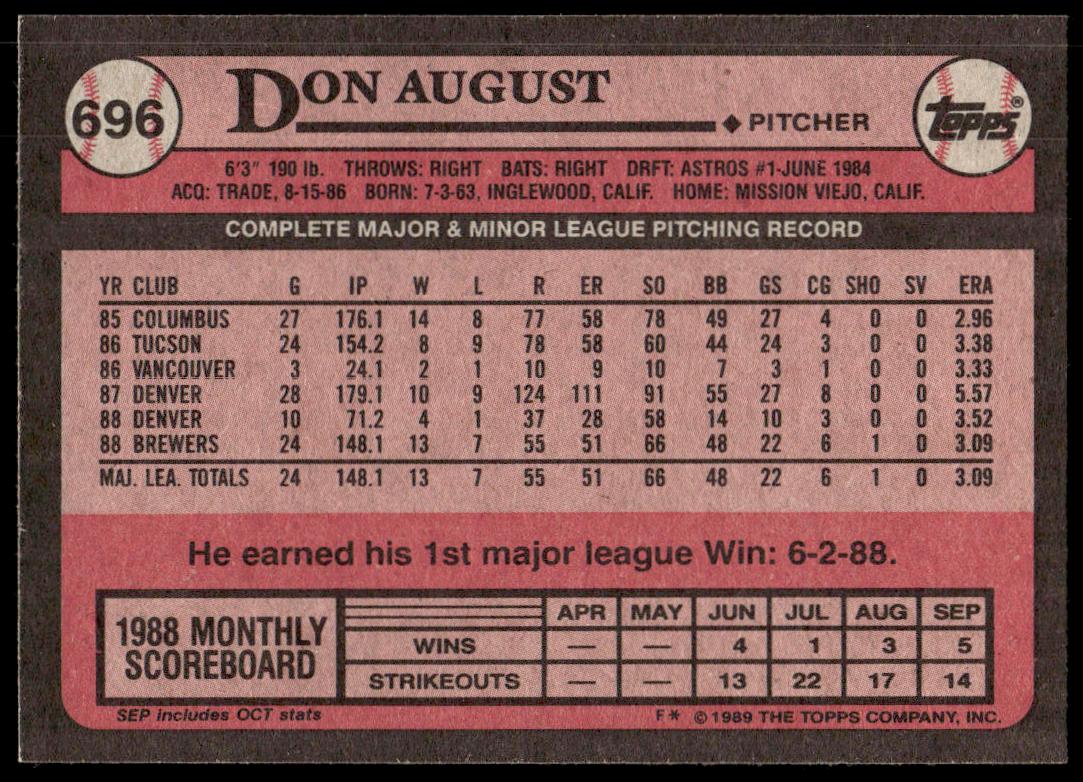 696
DON AUGUST
PITCHER
topps®
6'3" 190 lb. THROWS: RIGHT BATS: RIGHT DRFT: ASTROS #1-JUNE 1984
ACQ: TRADE, 8-15-86 BORN: 7-3-63, INGLEWOOD, CALIF. HOME: MISSION VIEJO, CALIF.
COMPLETE MAJOR & MINOR LEAGUE PITCHING RECORD
YR CLUB G IP W L R ER SO BB GS CG SHO SV ERA
85 COLUMBUS 27 176.1 14 8 77 58 78 49 27 4 0 0 2.96
86 TUCSON 24 154.2 8 9 78 58 60 44 24 3 0 0 3.38
86 VANCOUVER 3 24.1 2 1 10 9 10 7 3 1 0 0 3.33
87 DENVER 28 179.1 10 9 124 111 91 55 27 8 0 0 5.57
88 DENVER 10 71.2 4 1 37 28 58 14 10 3 0 0 3.52
88 BREWERS 24 148.1 13 7 55 51 66 48 22 6 1 0 3.09
MAJ. LEA. TOTALS 24 148.1 13 7 55 51 66 48 22 6 1 0 3.09
He earned his 1st major league Win: 6-2-88.
1988 MONTHLY
SCOREBOARD
APR MAY JUN JUL AUG SEP
WINS — — 4 1 3 5
STRIKEOUTS — — 13 22 17 14
SEP includes OCT stats
F* ©1989 THE TOPPS COMPANY, INC.